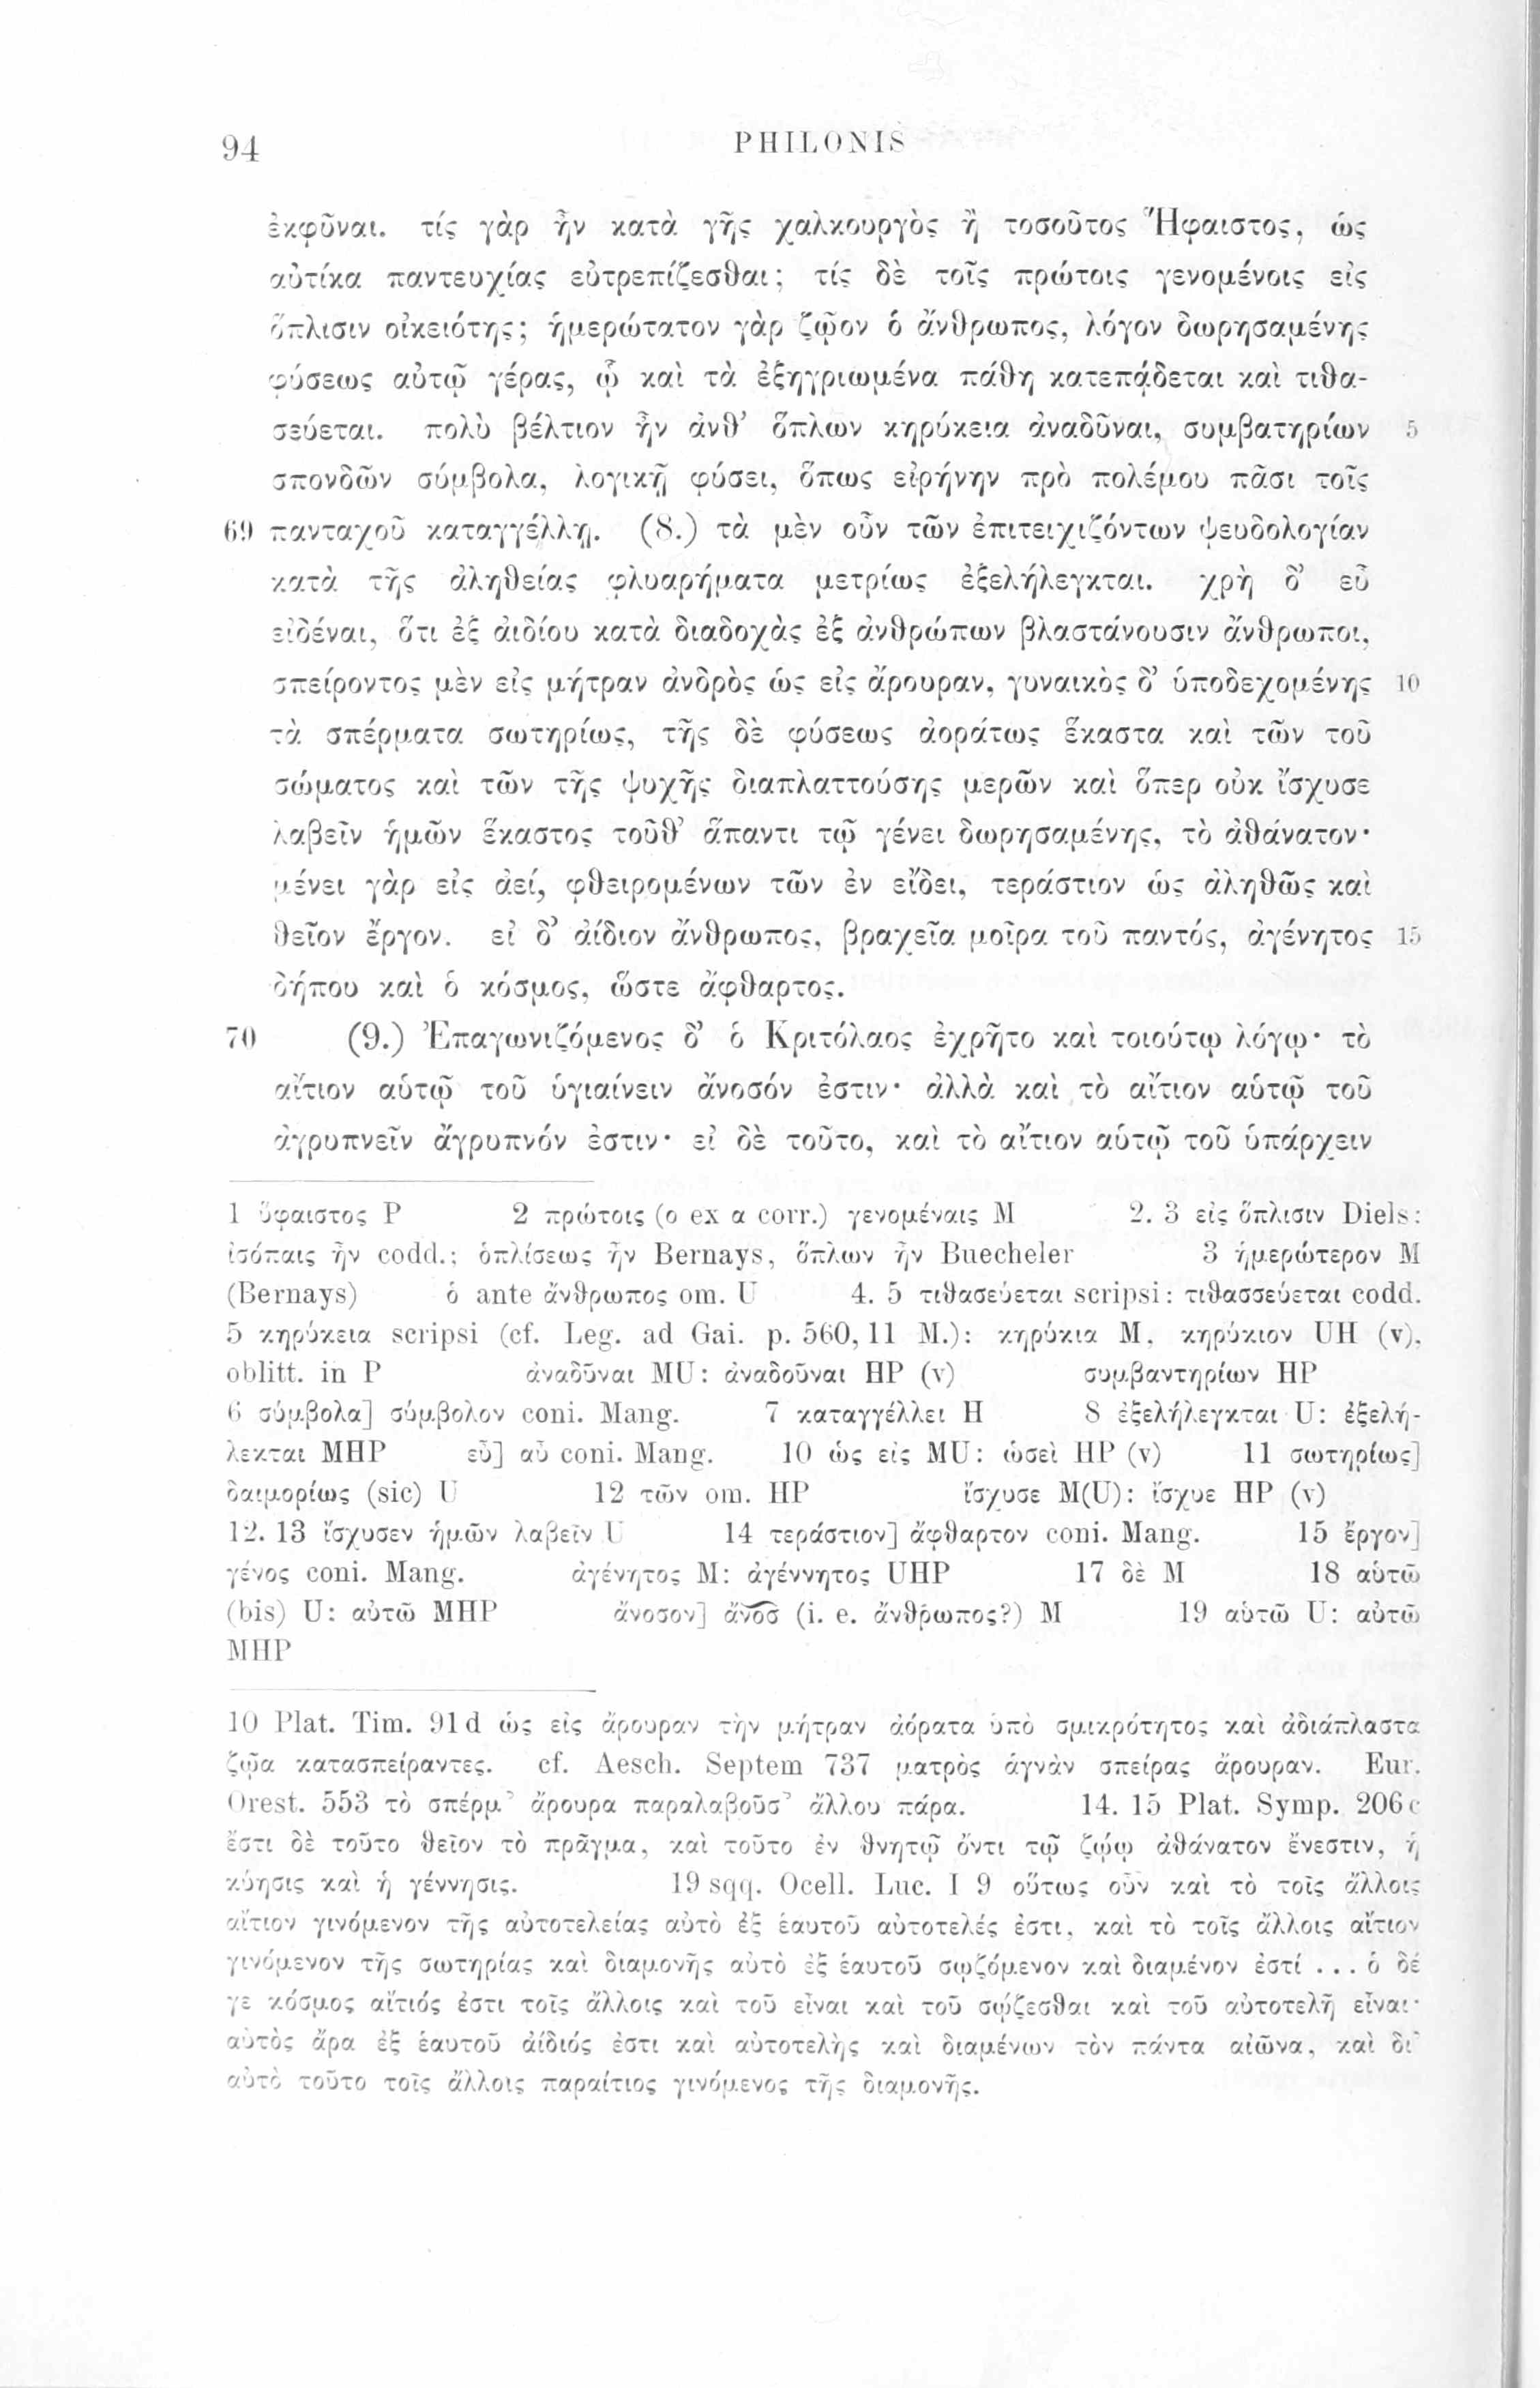 94 PHILONIS
ἐκφῦναι. τίς γὰρ ἦν κατὰ γῆς χαλκουργὸς ἢ τοσοῦτος Ἥφαιστος, ὡς
αὐτίκα παντευχίας εὐτρεπίζεσθαι; τίς δὲ τοῖς πρώτοις γενομένοις εἰς
ὅπλισιν οἰκειότης; ἡμερώτατον γὰρ ζῷον ὁ ἄνθρωπος, λόγον δωρησαμένης
φύσεως αὐτῷ γέρας, ᾧ καὶ τὰ ἐξηγριωμένα πάθη κατεπᾴδεται καὶ τιθα-
σεύεται. πολὺ βέλτιον ἦν ἀνθ’ ὅπλων κηρύκεια ἀναδῦναι, συμβατηρίων 5
σπονδῶν σύμβολα, λογικῇ φύσει, ὅπως εἰρήνην πρὸ πολέμου πᾶσι τοῖς
69 πανταχοῦ καταγγέλλῃ. (8.) τὰ μὲν οὖν τῶν ἐπιτειχιζόντων ψευδολογίαν
κατὰ τῆς ἀληθείας φλυαρήματα μετρίως ἐξελήλεγκται. χρὴ δ’ εὖ
εἰδέναι, ὅτι ἐξ ἀιδίου κατὰ διαδοχὰς ἐξ ἀνθρώπων βλαστάνουσιν ἄνθρωποι,
σπείροντος μὲν εἰς μήτραν ἀνδρὸς ὡς εἰς ἄρουραν, γυναικὸς δ’ ὑποδεχομένης 10
τὰ σπέρματα σωτηρίως, τῆς δὲ φύσεως ἀοράτως ἕκαστα καὶ τῶν τοῦ
σώματος καὶ τῶν τῆς ψυχῆς διαπλαττούσης μερῶν καὶ ὅπερ οὐκ ἴσχυσε
λαβεῖν ἡμῶν ἕκαστος τοῦθ’ ἅπαντι τῷ γένει δωρησαμένης, τὸ ἀθάνατον·
μένει γὰρ εἰς ἀεί, φθειρομένων τῶν ἐν εἴδει, τεράστιον ὡς ἀληθῶς καὶ
θεῖον ἔργον. εἰ δ’ ἀίδιον ἄνθρωπος, βραχεῖα μοῖρα τοῦ παντός, ἀγένητος 15
δήπου καὶ ὁ κόσμος, ὥστε ἄφθαρτος.
70 (9.) Ἐπαγωνιζόμενος δ’ ὁ Κριτόλαος ἐχρῆτο καὶ τοιούτῳ λόγῳ· τὸ
αἴτιον αὑτῷ τοῦ ὑγιαίνειν ἄνοσόν ἐστιν· ἀλλὰ καὶ τὸ αἴτιον αὑτῷ τοῦ
ἀγρυπνεῖν ἄγρυπνόν ἐστιν· εἰ δὲ τοῦτο, καὶ τὸ αἴτιον αὑτῷ τοῦ ὑπάρχειν
1 ὕφαιστος P 2 πρώτοις (ο ex α corr.) γενομέναις M 2. 3 εἰς ὅπλισιν Diels:
ἰσόπαις ἦν codd.; ὁπλίσεως ἦν Bernays, ὅπλων ἦν Buecheler 3 ἡμερώτερον M
(Bernays) ὁ ante ἄνθρωπος om. U 4. 5 τιθασεύεται scripsi: τιθασσεύεται codd.
5 κηρύκεια scripsi (cf. Leg. ad Gai. p. 560,11 M.): κηρύκια M, κηρύκιον UH (v),
oblitt. in P ἀναδῦναι MU: ἀναδοῦναι HP (v) συμβαντηρίων HP
6 σύμβολα] σύμβολον coni. Mang. 7 καταγγέλλει H 8 ἐξελήλεγκται U: ἐξελή-
λεκται MHP εὖ] αὖ coni. Mang. 10 ὡς εἰς MU: ὡσεὶ HP (v) 11 σωτηρίως]
δαιμορίως (sic) U 12 τῶν om. HP ἴσχυσε M(U): ἴσχυε HP (v)
12. 13 ἴσχυσεν ἡμῶν λαβεῖν U 14 τεράστιον] ἄφθαρτον coni. Mang. 15 ἔργον]
γένος coni. Mang. ἀγένητος M: ἀγέννητος UHP 17 δὲ M 18 αὑτῶ
(bis) U: αὐτῶ MHP ἄνοσον] ἄνο̅σ̅ (i. e. ἄνθρωπος?) M 19 αὑτῶ U: αὐτῶ
MHP
10 Plat. Tim. 91d ὡς εἰς ἄρουραν τὴν μήτραν ἀόρατα ὑπὸ σμικρότητος καὶ ἀδιάπλαστα
ζῷα κατασπείραντες. cf. Aesch. Septem 737 ματρὸς ἁγνὰν σπείρας ἄρουραν. Eur.
Orest. 553 τὸ σπέρμ’ ἄρουρα παραλαβοῦσ’ ἄλλου πάρα. 14. 15 Plat. Symp. 206c
ἔστι δὲ τοῦτο θεῖον τὸ πρᾶγμα, καὶ τοῦτο ἐν θνητῷ ὄντι τῷ ζῴῳ ἀθάνατον ἔνεστιν, ἡ
κύησις καὶ ἡ γέννησις. 19 sqq. Ocell. Luc. I 9 οὕτως οὖν καὶ τὸ τοῖς ἄλλοις
αἴτιον γινόμενον τῆς αὐτοτελείας αὐτὸ ἐξ ἑαυτοῦ αὐτοτελές ἐστι, καὶ τὸ τοῖς ἄλλοις αἴτιον
γινόμενον τῆς σωτηρίας καὶ διαμονῆς αὐτὸ ἐξ ἑαυτοῦ σῳζόμενον καὶ διαμένον ἐστί ... ὁ δέ
γε κόσμος αἴτιός ἐστι τοῖς ἄλλοις καὶ τοῦ εἶναι καὶ τοῦ σῴζεσθαι καὶ τοῦ αὐτοτελῆ εἶναι·
αὐτὸς ἄρα ἐξ ἑαυτοῦ ἀίδιός ἐστι καὶ αὐτοτελὴς καὶ διαμένων τὸν πάντα αἰῶνα, καὶ δι’
αὐτὸ τοῦτο τοῖς ἄλλοις παραίτιος γινόμενος τῆς διαμονῆς.